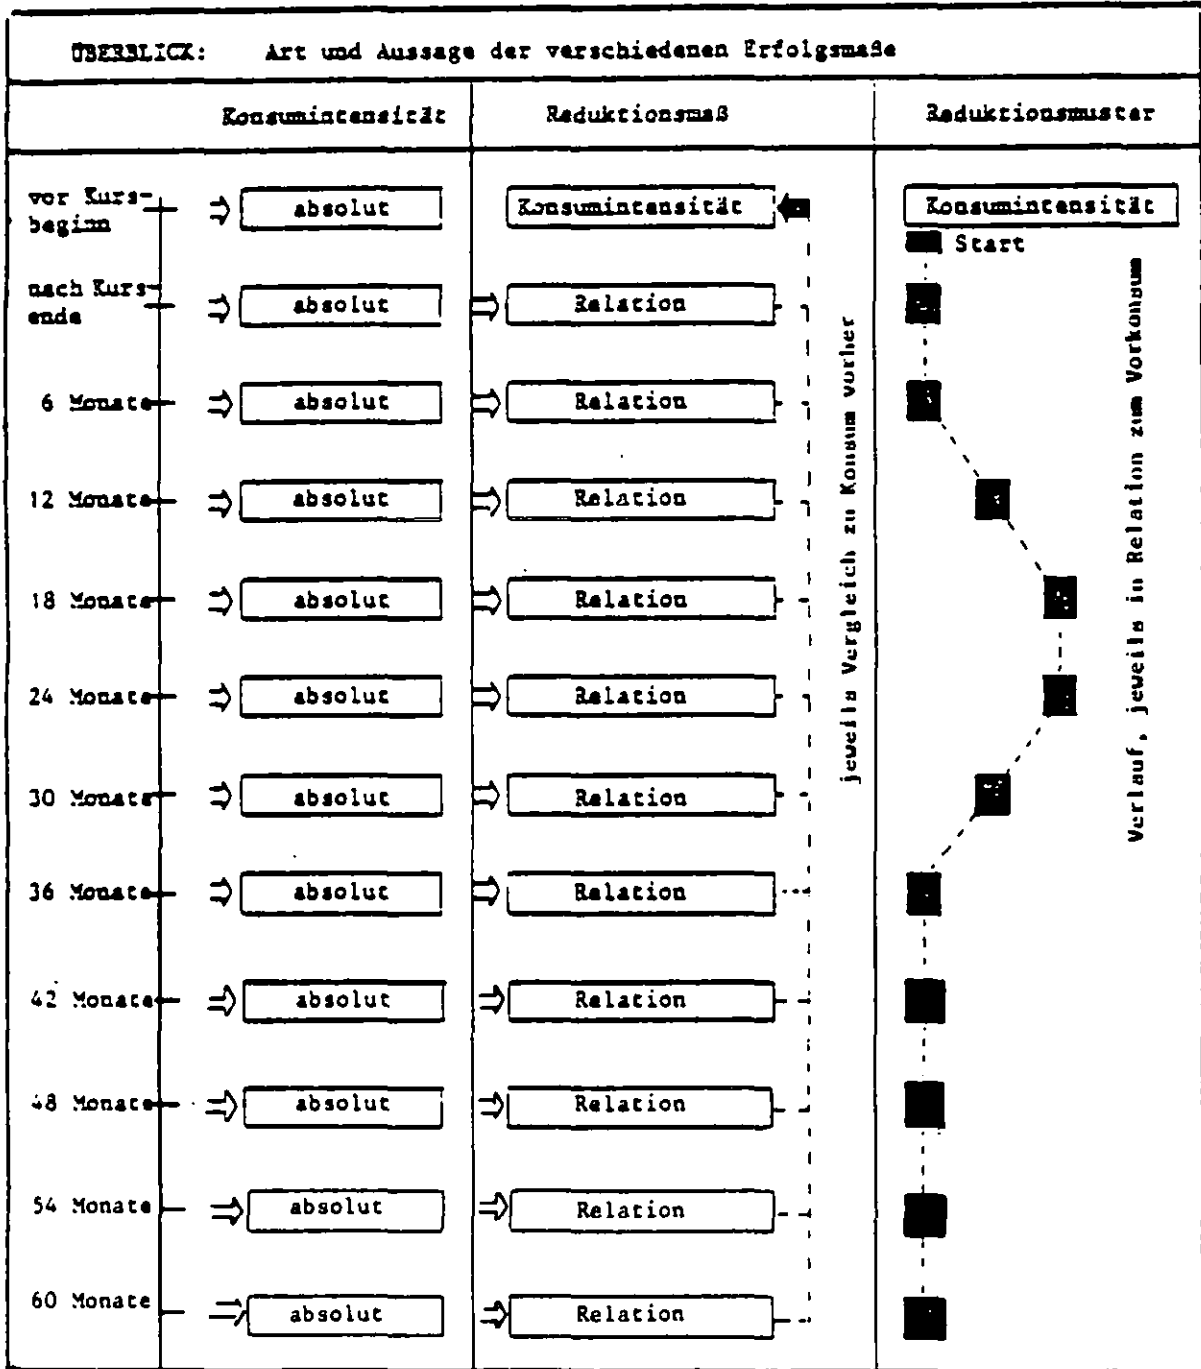 ÜBERBLICK: Art und Aussage der verschiedenen Erfolgsmaße
Konsumintensität Reduktionsmaß Reduktionsmuster
vor Kurs-
beginn
absolut Konsumintensität Konsumintensität
Start
nach Kurs-
ende
absolut Relation
6 Monate absolut Relation
12 Monate absolut Relation
18 Monate absolut Relation
24 Monate absolut Relation
30 Monate absolut Relation
36 Monate absolut Relation
42 Monate absolut Relation
48 Monate absolut Relation
54 Monate absolut Relation
60 Monate absolut Relation
jeweils Vergleich zu Konsum vorher
Verlauf, jeweils in Relation zum Vorkonsum